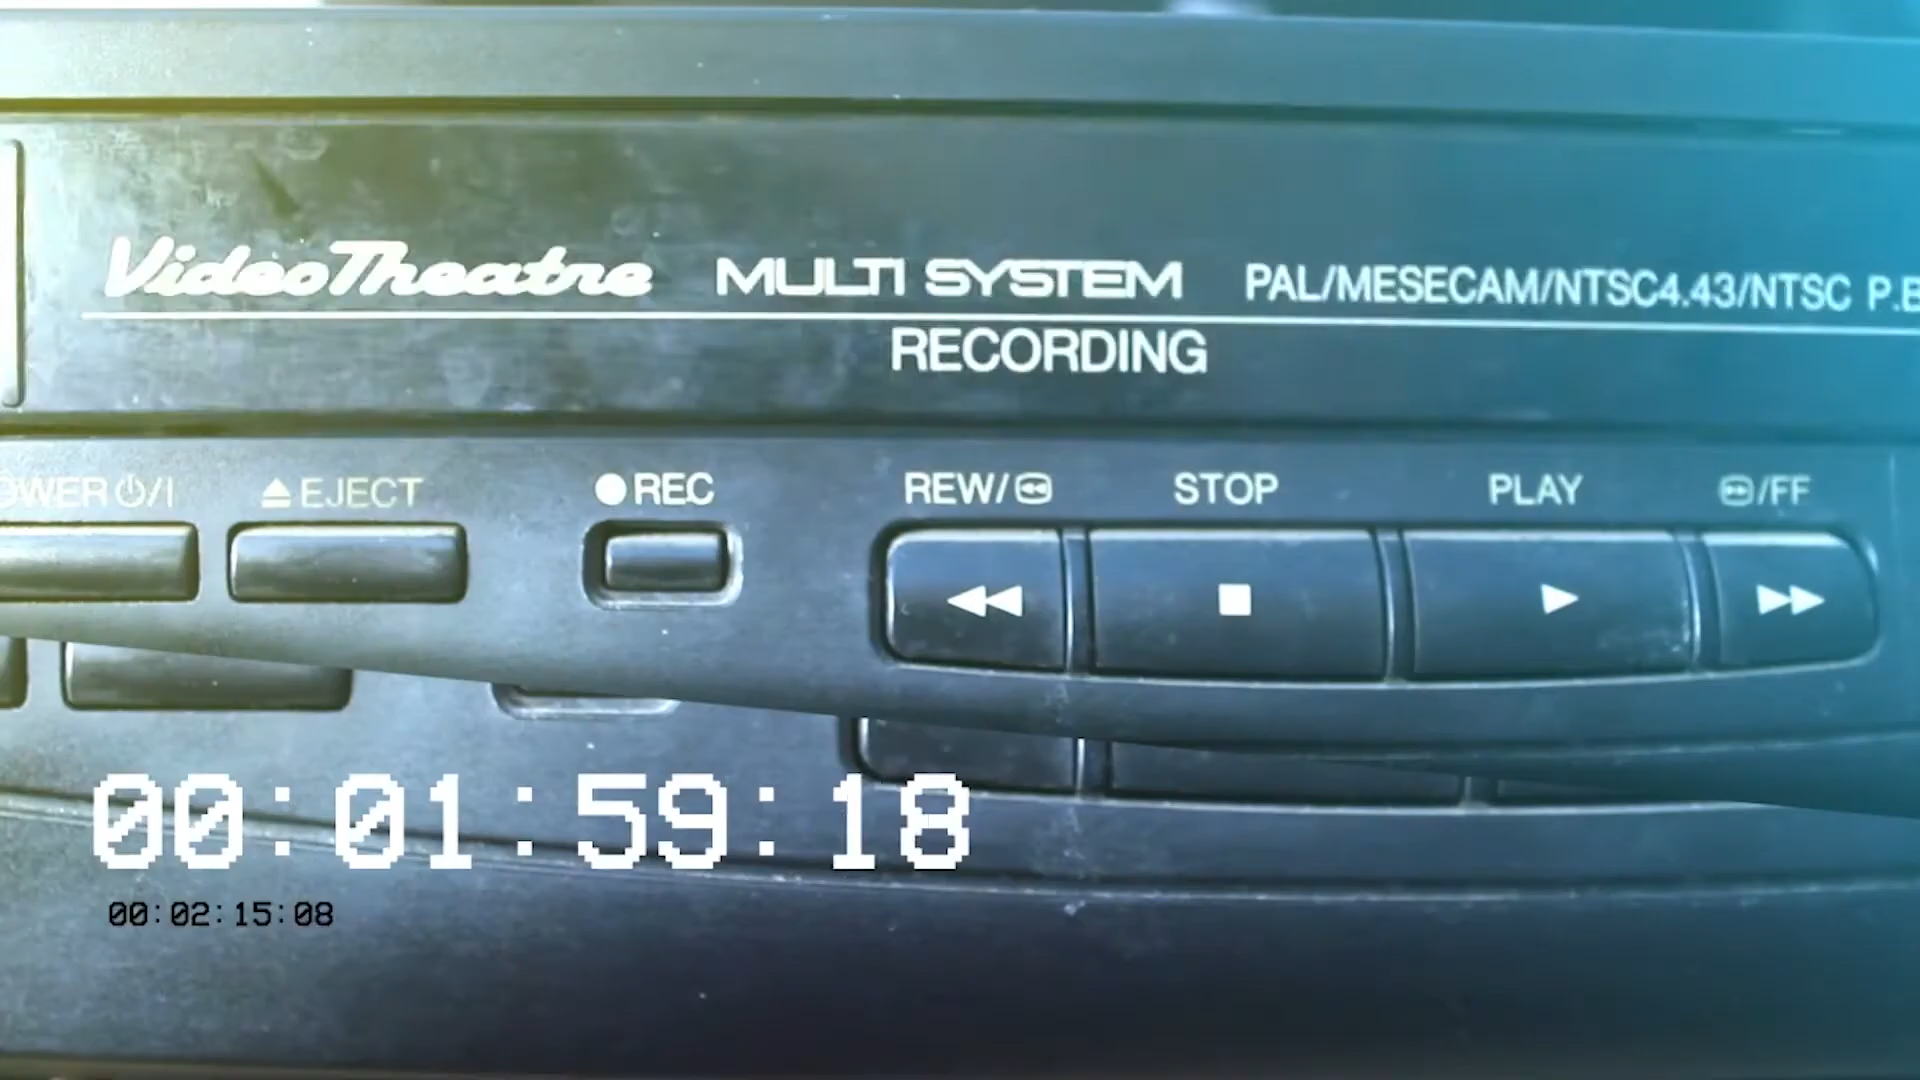 VideoTheatre MULTI SYSTEM PAL/MESECAM/NTSC4.43/NTSC
RECORDING
⏻/I ⏏ EJECT ●REC REW/ STOP PLAY /FF
00:01:59:18
00:02:15:08